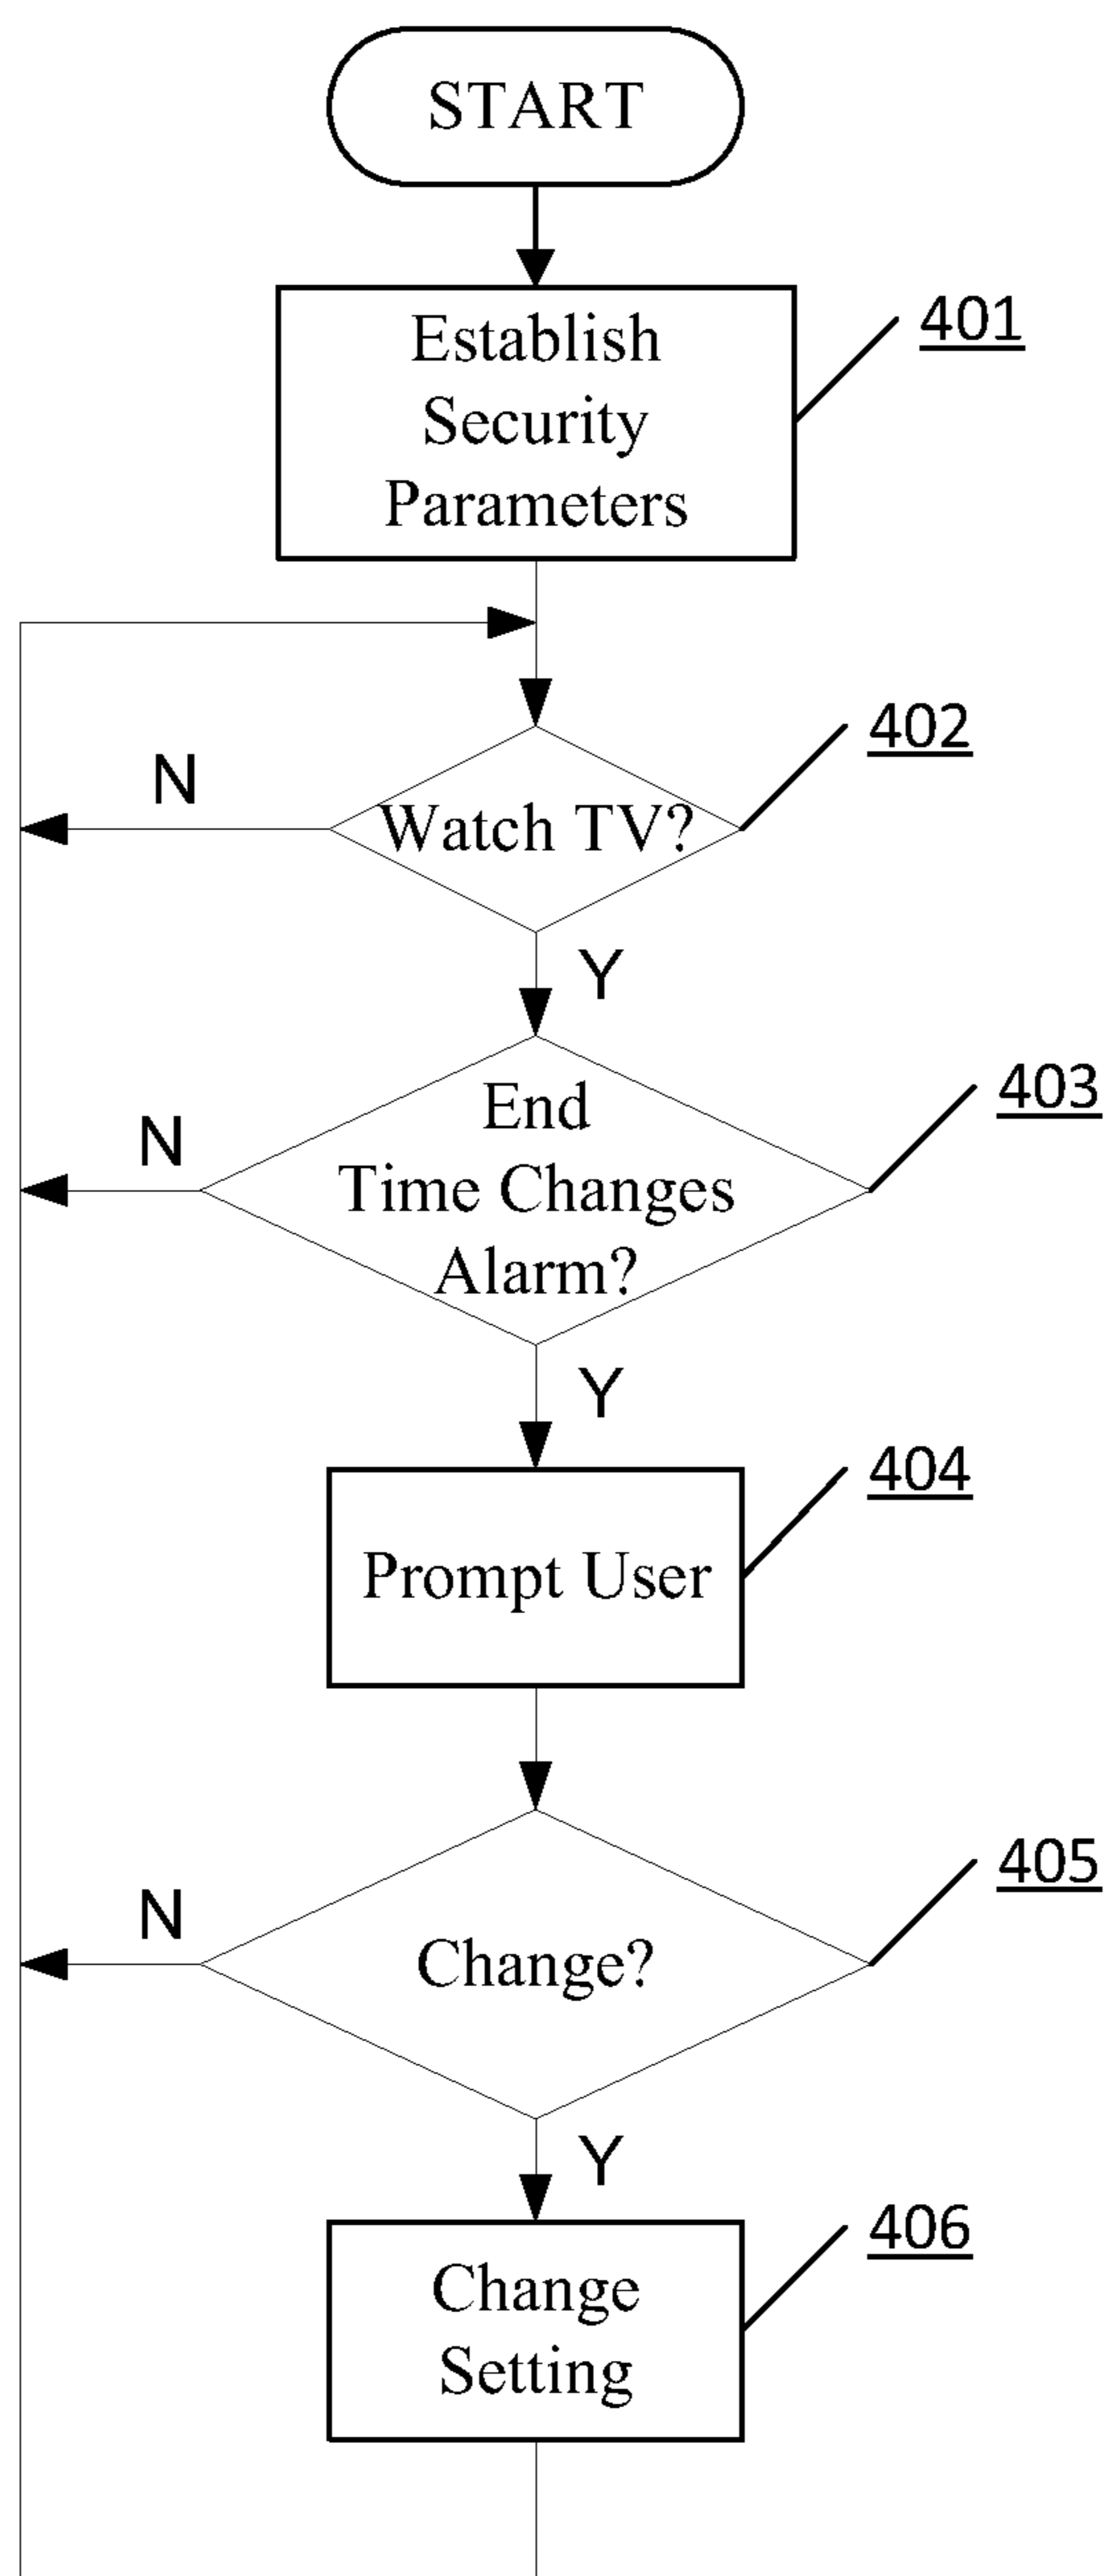 START
Establish
Security
Parameters
401
Watch TV?
402
N
Y
End
Time Changes
Alarm?
403
N
Y
Prompt User
404
Change?
405
N
Y
Change
Setting
406